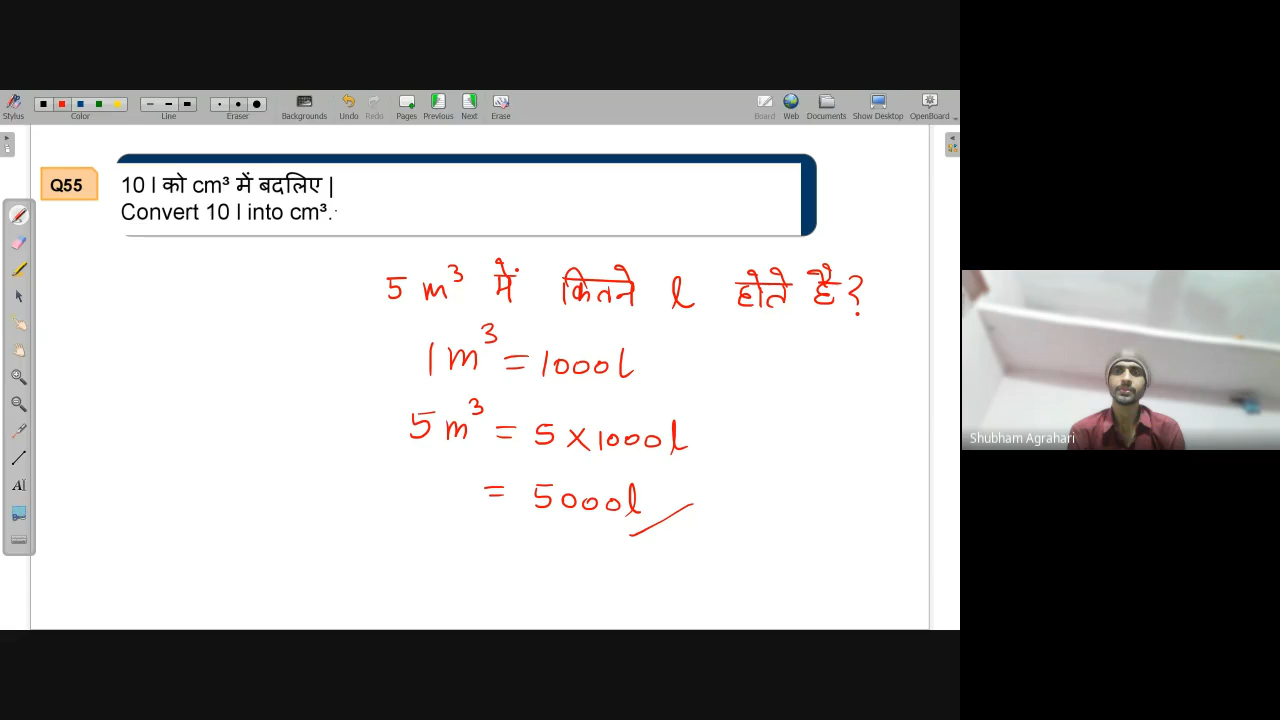 Stylus
Color
Line
Eraser
Backgrounds
Undo
Redo
Pages
Previous
Next
Erase
Board
Web
Documents
Show Desktop
OpenBoard
Q55
10 l को cm³ में बदलिए |
Convert 10 l into cm³.
5 m³ में कितने l होते है?
1 m³ = 1000 l
5 m³ = 5 × 1000 l
= 5000 l
Shubham Agrahari